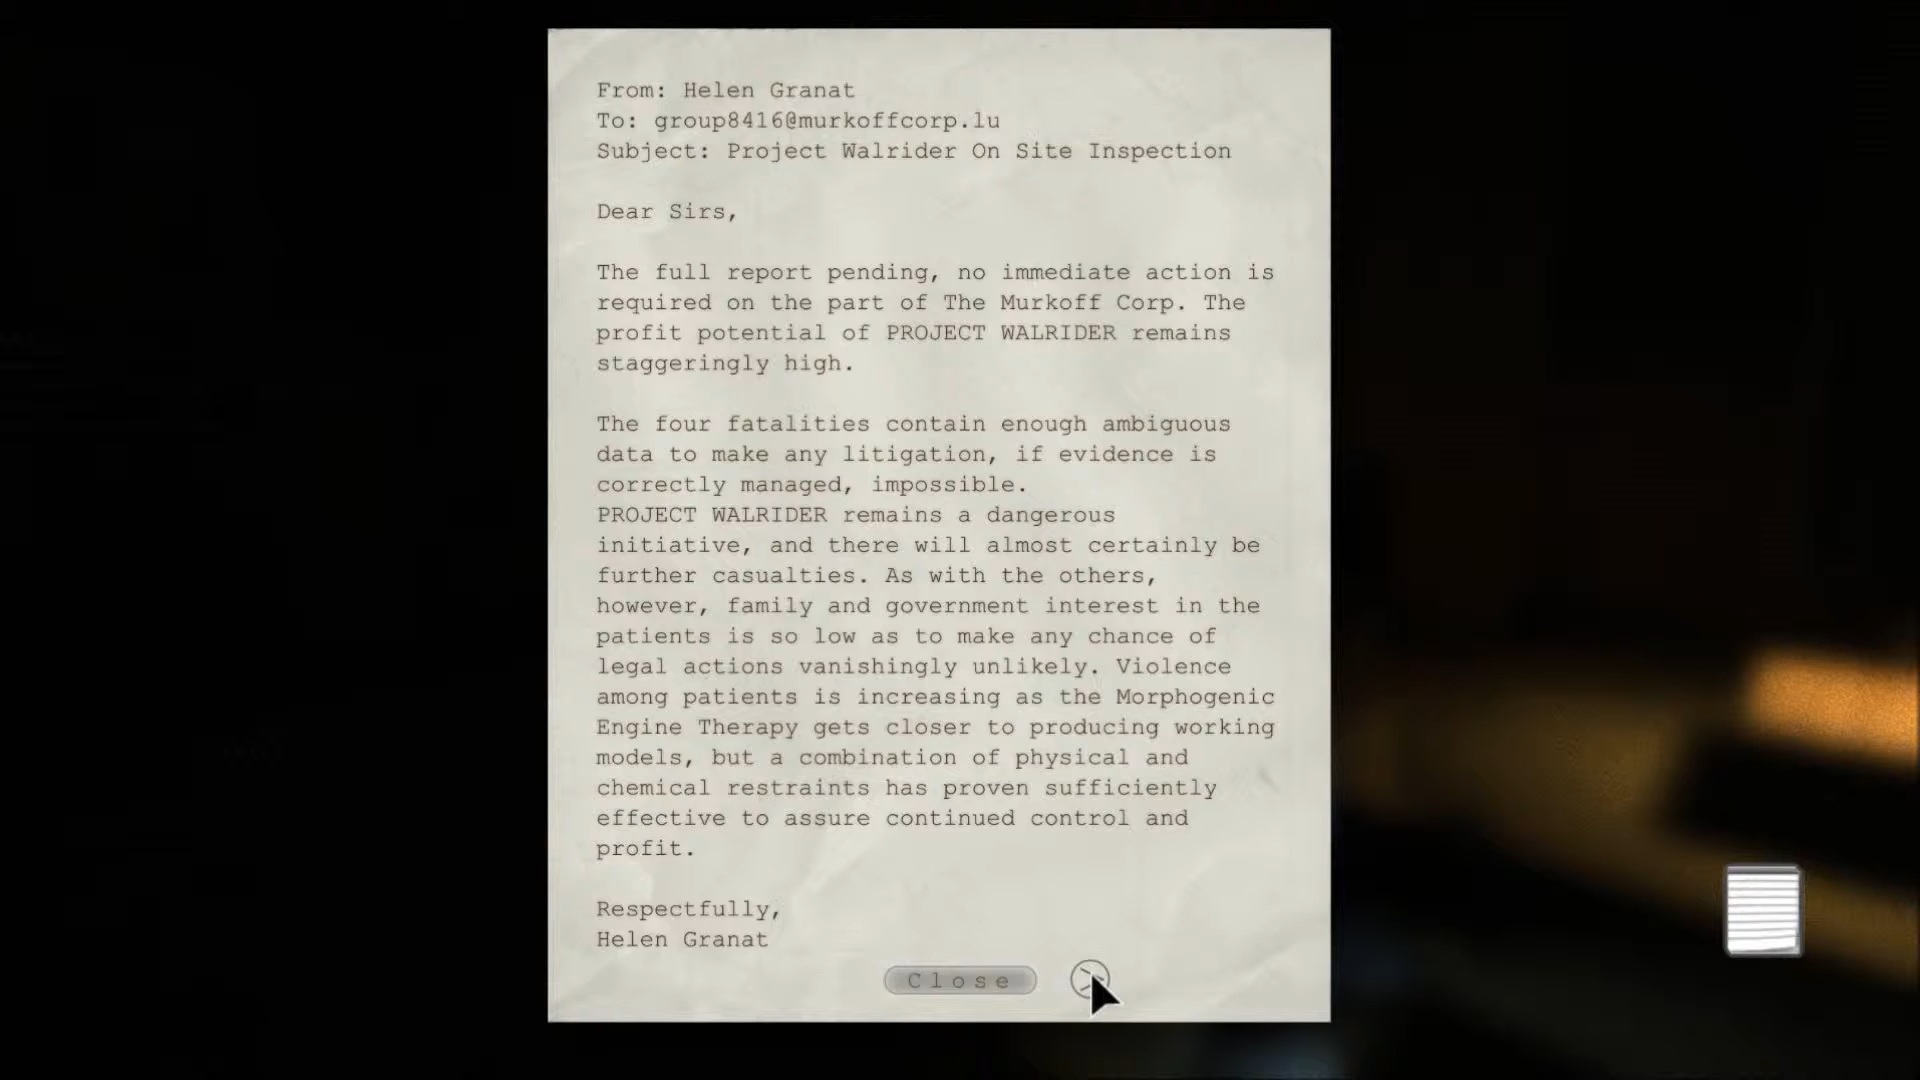 From: Helen Granat
To: group8416@murkoffcorp.lu
Subject: Project Walrider On Site Inspection
Dear Sirs,
The full report pending, no immediate action is
required on the part of The Murkoff Corp. The
profit potential of PROJECT WALRIDER remains
staggeringly high.
The four fatalities contain enough ambiguous
data to make any litigation, if evidence is
correctly managed, impossible.
PROJECT WALRIDER remains a dangerous
initiative, and there will almost certainly be
further casualties. As with the others,
however, family and government interest in the
patients is so low as to make any chance of
legal actions vanishingly unlikely. Violence
among patients is increasing as the Morphogenic
Engine Therapy gets closer to producing working
models, but a combination of physical and
chemical restraints has proven sufficiently
effective to assure continued control and
profit.
Respectfully,
Helen Granat
Close